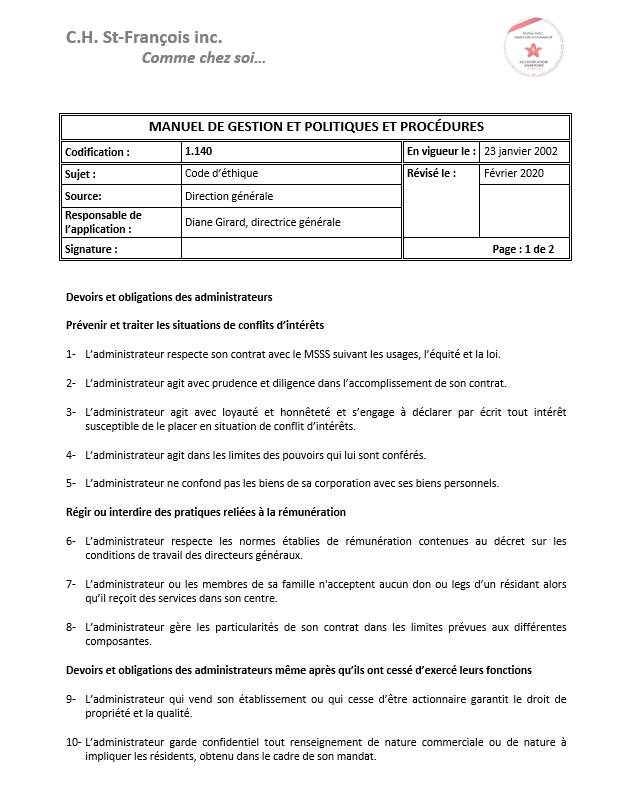 C.H. St-François inc.
Comme chez soi…
MANUEL DE GESTION ET POLITIQUES ET PROCÉDURES
Codification : 1.140 En vigueur le : 23 janvier 2002
Sujet : Code d’éthique Révisé le : Février 2020
Source: Direction générale
Responsable de
l’application : Diane Girard, directrice générale
Signature : Page : 1 de 2
Devoirs et obligations des administrateurs
Prévenir et traiter les situations de conflits d’intérêts
1- L’administrateur respecte son contrat avec le MSSS suivant les usages, l’équité et la loi.
2- L’administrateur agit avec prudence et diligence dans l’accomplissement de son contrat.
3- L’administrateur agit avec loyauté et honnêteté et s’engage à déclarer par écrit tout intérêt
susceptible de le placer en situation de conflit d’intérêts.
4- L’administrateur agit dans les limites des pouvoirs qui lui sont conférés.
5- L’administrateur ne confond pas les biens de sa corporation avec ses biens personnels.
Régir ou interdire des pratiques reliées à la rémunération
6- L’administrateur respecte les normes établies de rémunération contenues au décret sur les
conditions de travail des directeurs généraux.
7- L’administrateur ou les membres de sa famille n'acceptent aucun don ou legs d’un résidant alors
qu’il reçoit des services dans son centre.
8- L’administrateur gère les particularités de son contrat dans les limites prévues aux différentes
composantes.
Devoirs et obligations des administrateurs même après qu’ils ont cessé d’exercé leurs fonctions
9- L’administrateur qui vend son établissement ou qui cesse d’être actionnaire garantit le droit de
propriété et la qualité.
10- L’administrateur garde confidentiel tout renseignement de nature commerciale ou de nature à
impliquer les résidents, obtenu dans le cadre de son mandat.